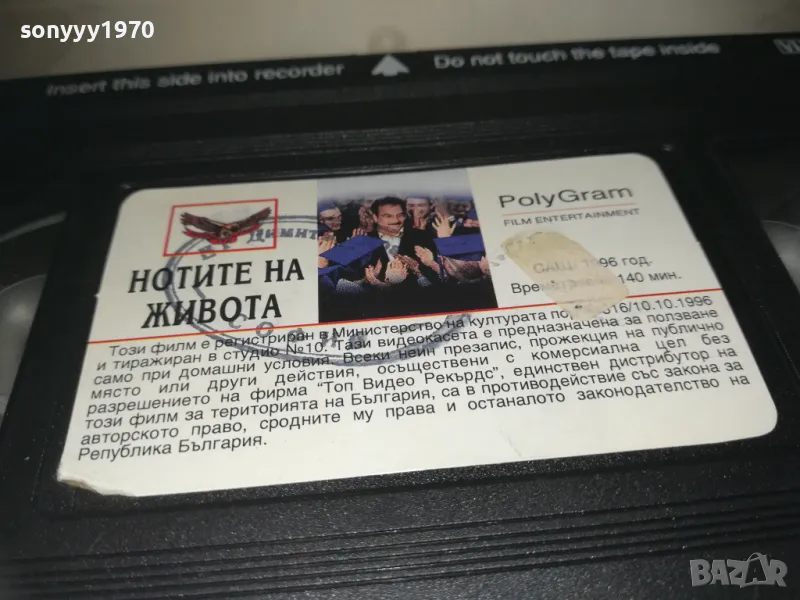 sonyyy1970
Insert this side into recorder
Do not touch the tape inside
PolyGram
FILM ENTERTAINMENT
НОТИТЕ НА
ЖИВОТА
1996 год.
140 мин.
Този филм е регистриран в Министерство на културата
и тиражиран в студио №10. Тази видеокасета е предназначена за ползване
само при домашни условия. Всеки неин презапис, прожекция на публично
място или други действия, осъществени с комерсиална цел без
разрешението на фирма "Топ Видео Рекърдс", единствен дистрибутор на
този филм за територията на България, са в противодействие със закона за
авторското право, сродните му права и останалото законодателство на
Република България.
BAZAR